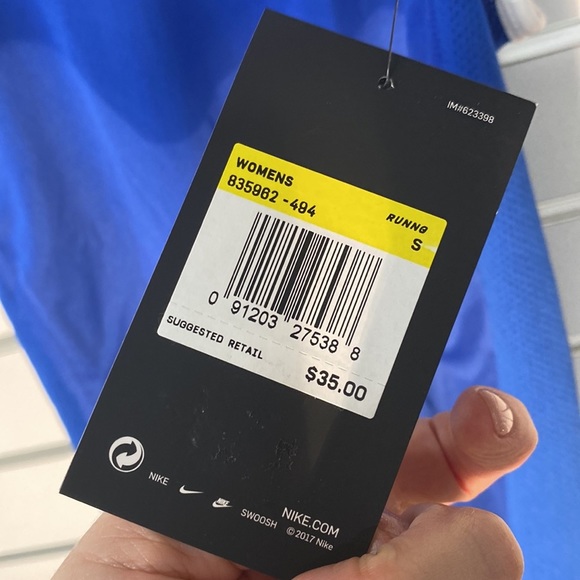 IM#623398
WOMENS
835962-494 RUNNG
S
0 91203 27538 8
SUGGESTED RETAIL
$35.00
NIKE SWOOSH NIKE.COM
©2017 Nike